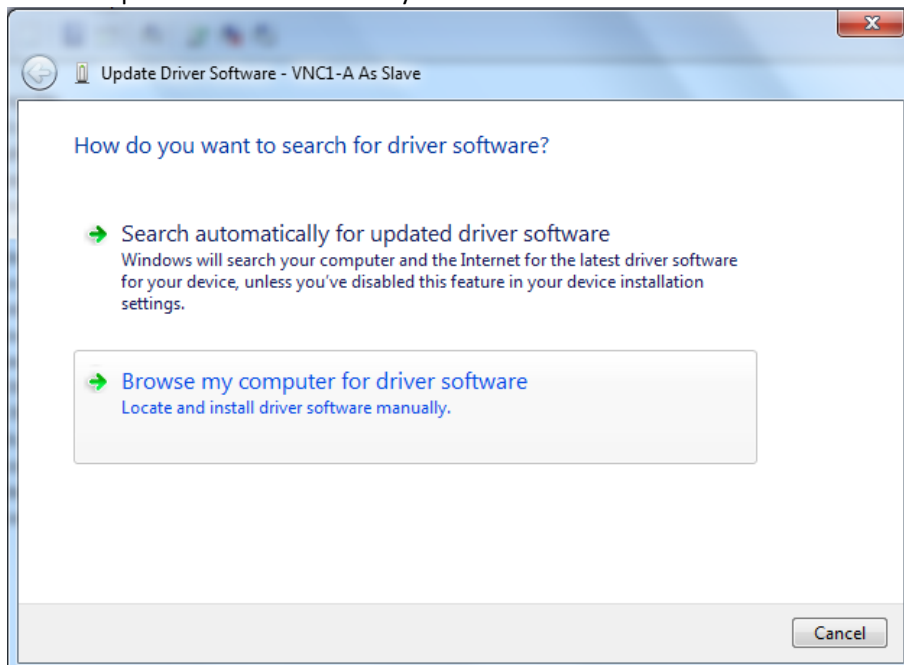 Update Driver Software - VNC1-A As Slave
How do you want to search for driver software?
Search automatically for updated driver software
Windows will search your computer and the Internet for the latest driver software
for your device, unless you've disabled this feature in your device installation
settings.
Browse my computer for driver software
Locate and install driver software manually.
Cancel